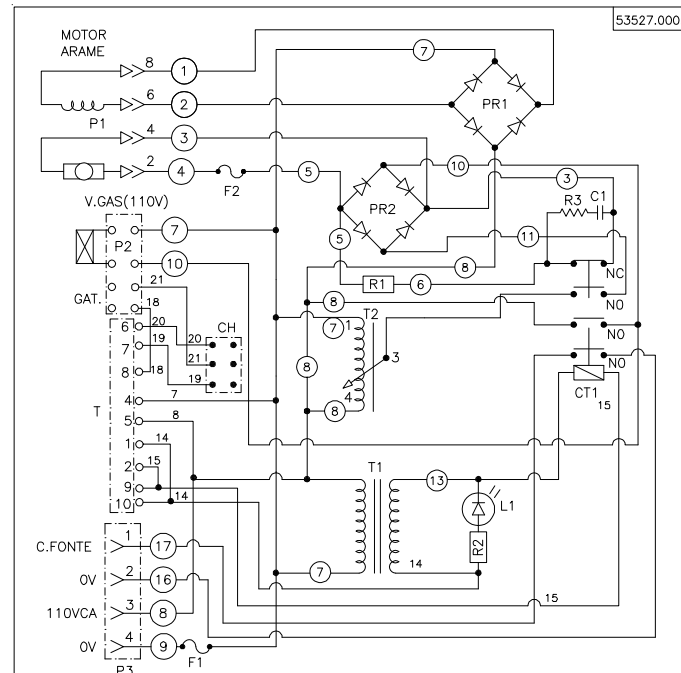 53527.000
MOTOR
ARAME
8 1 7
6 2 PR1
P1
4 3
2 4 F2 5 10 3
PR2 R3 C1
V.GAS(110V)
P2 7 5 11
10 8
R1 6 NC
GAT. 21
18 8 T2 NO
6 20 20 CH 7 1 NO
7 19 21 3 NO
8 18 19 8 4 CT1
4 7 8 15
T 5 8
1 14
2 15 T1 13
9 L1
10 14 R2
1 17 7 14
C.FONTE
0V 2 16 15
110VCA 3 8
0V 4 9 F1
P3